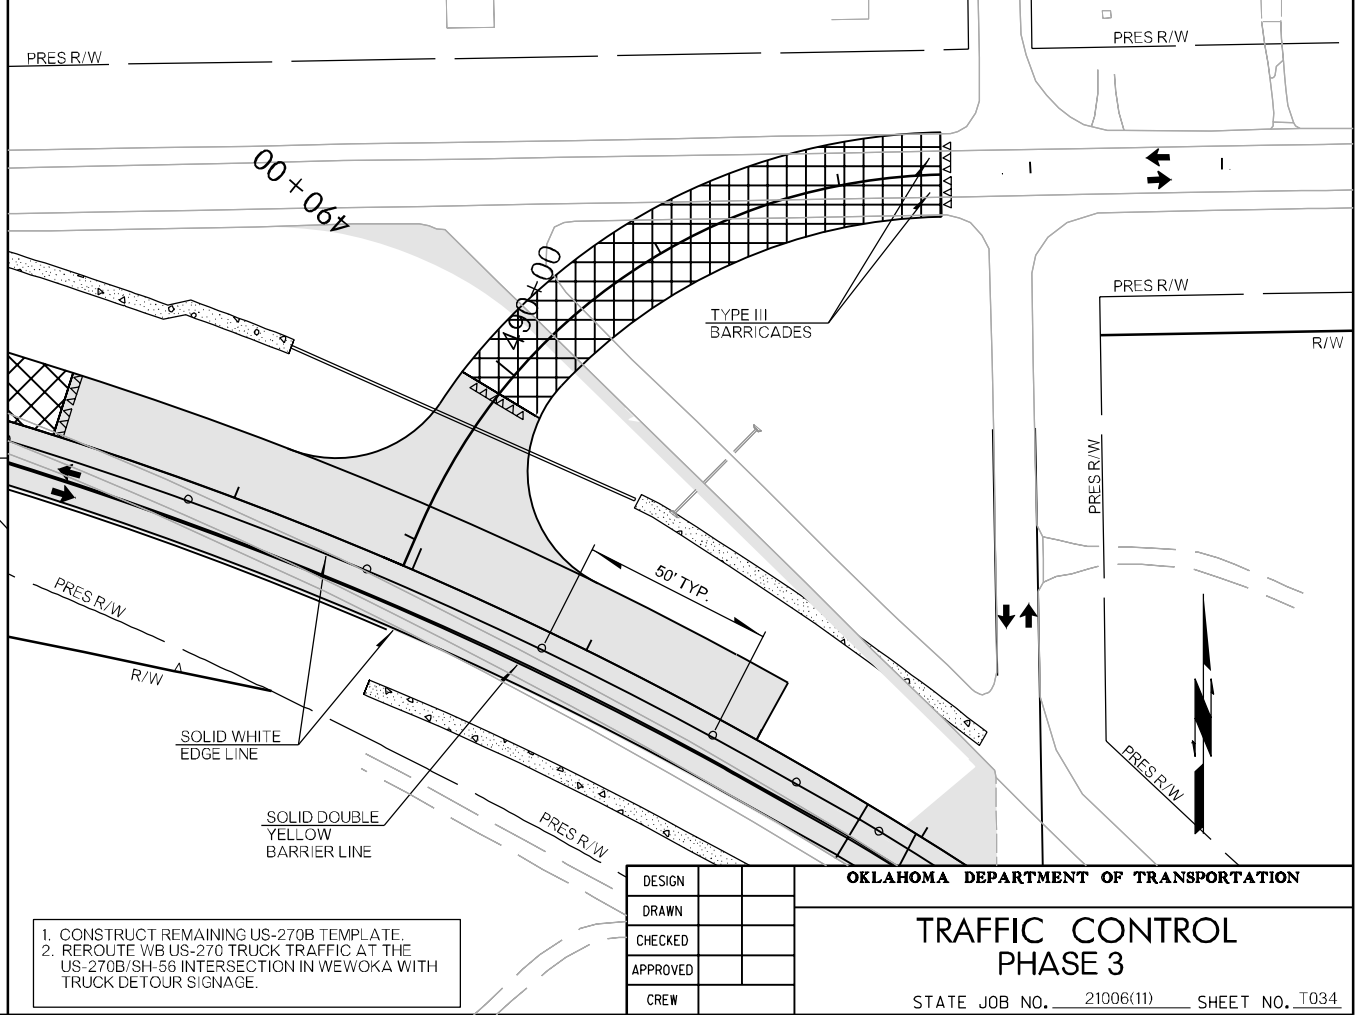 PRES R/W
PRES R/W
490+00
490+00
TYPE III
BARRICADES
PRES R/W
R/W
PRES R/W
50' TYP.
PRES R/W
R/W
SOLID WHITE
EDGE LINE
PRES R/W
SOLID DOUBLE
YELLOW
BARRIER LINE
PRES R/W
1. CONSTRUCT REMAINING US-270B TEMPLATE.
2. REROUTE WB US-270 TRUCK TRAFFIC AT THE
US-270B/SH-56 INTERSECTION IN WEWOKA WITH
TRUCK DETOUR SIGNAGE.
DESIGN
DRAWN
CHECKED
APPROVED
CREW
OKLAHOMA DEPARTMENT OF TRANSPORTATION
TRAFFIC CONTROL
PHASE 3
STATE JOB NO. 21006(11) SHEET NO. T034